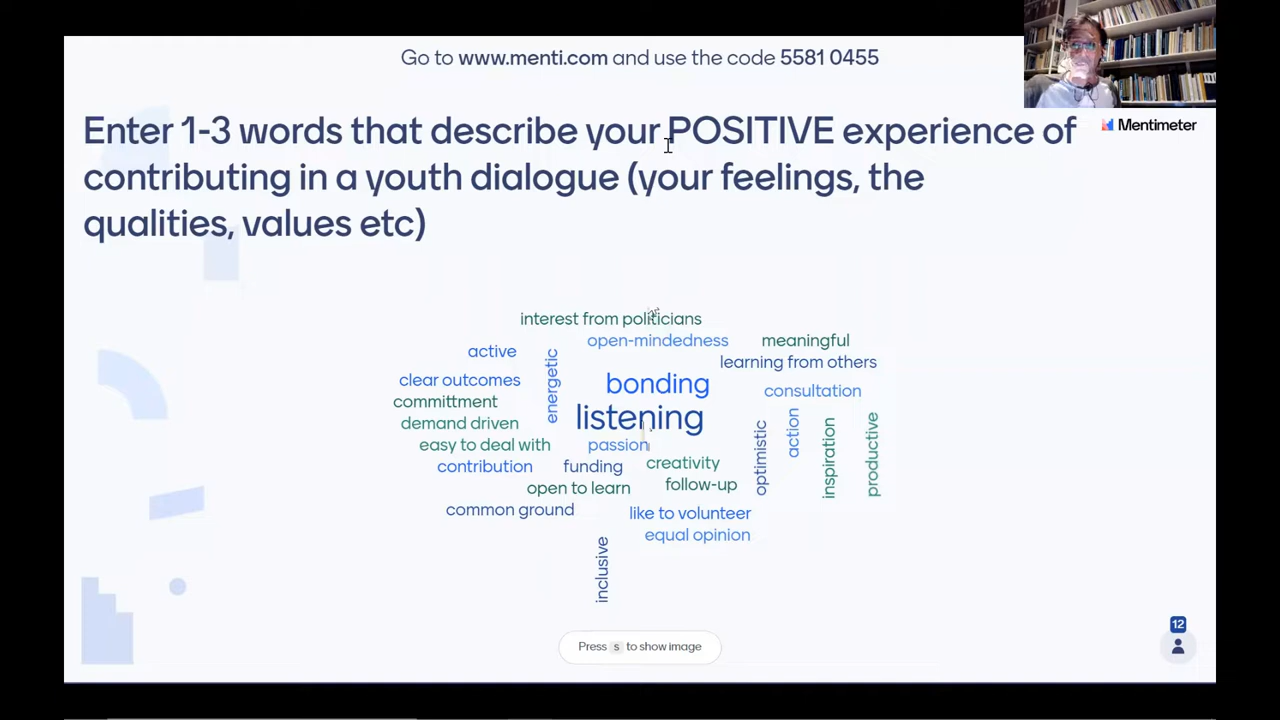 Go to www.menti.com and use the code 5581 0455
Enter 1-3 words that describe your POSITIVE experience of
contributing in a youth dialogue (your feelings, the
qualities, values etc)
Mentimeter
interest from politicians
open-mindedness
meaningful
active
energetic
learning from others
clear outcomes
bonding
consultation
committment
listening
demand driven
easy to deal with
passion
optimistic
action
inspiration
productive
contribution
funding
creativity
open to learn
follow-up
common ground
like to volunteer
equal opinion
inclusive
Press s to show image
12